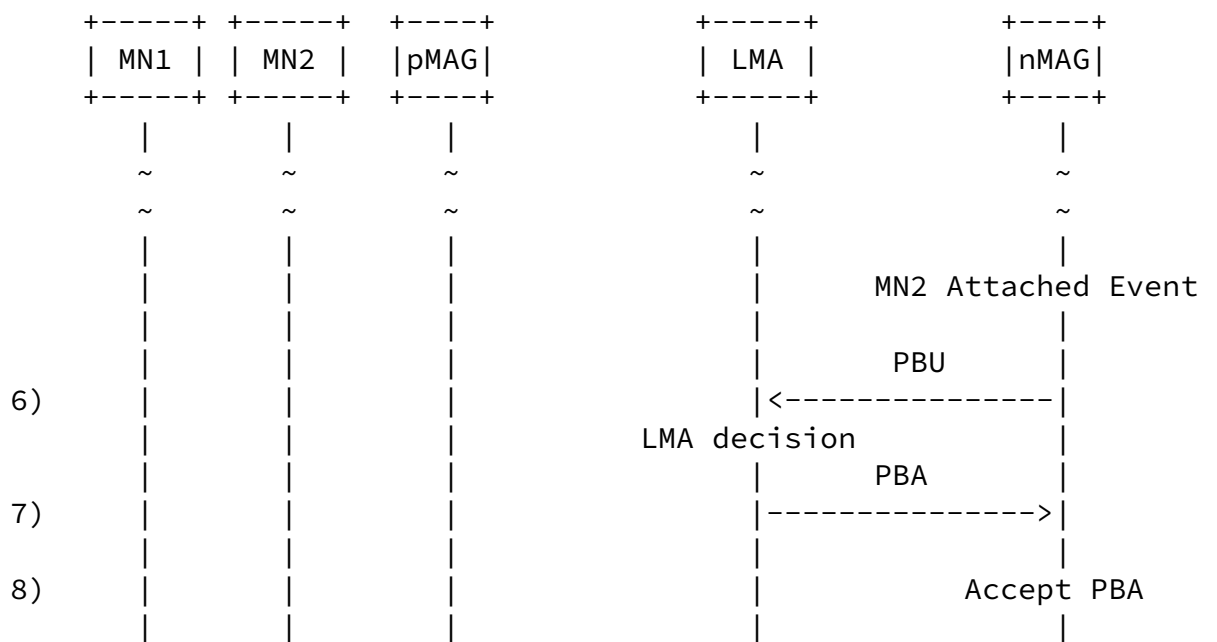 +-----+ +-----+ +----+ +-----+ +----+
| MN1 | | MN2 | |pMAG| | LMA | |nMAG|
+-----+ +-----+ +----+ +-----+ +----+
| | | | |
~ ~ ~ ~ ~
~ ~ ~ ~ ~
| | | | |
| | | | MN2 Attached Event
| | | | |
| | | | PBU |
6) | | | |<---------------|
| | | LMA decision |
| | | | PBA |
7) | | | |--------------->|
| | | | |
8) | | | | Accept PBA
| | | | |